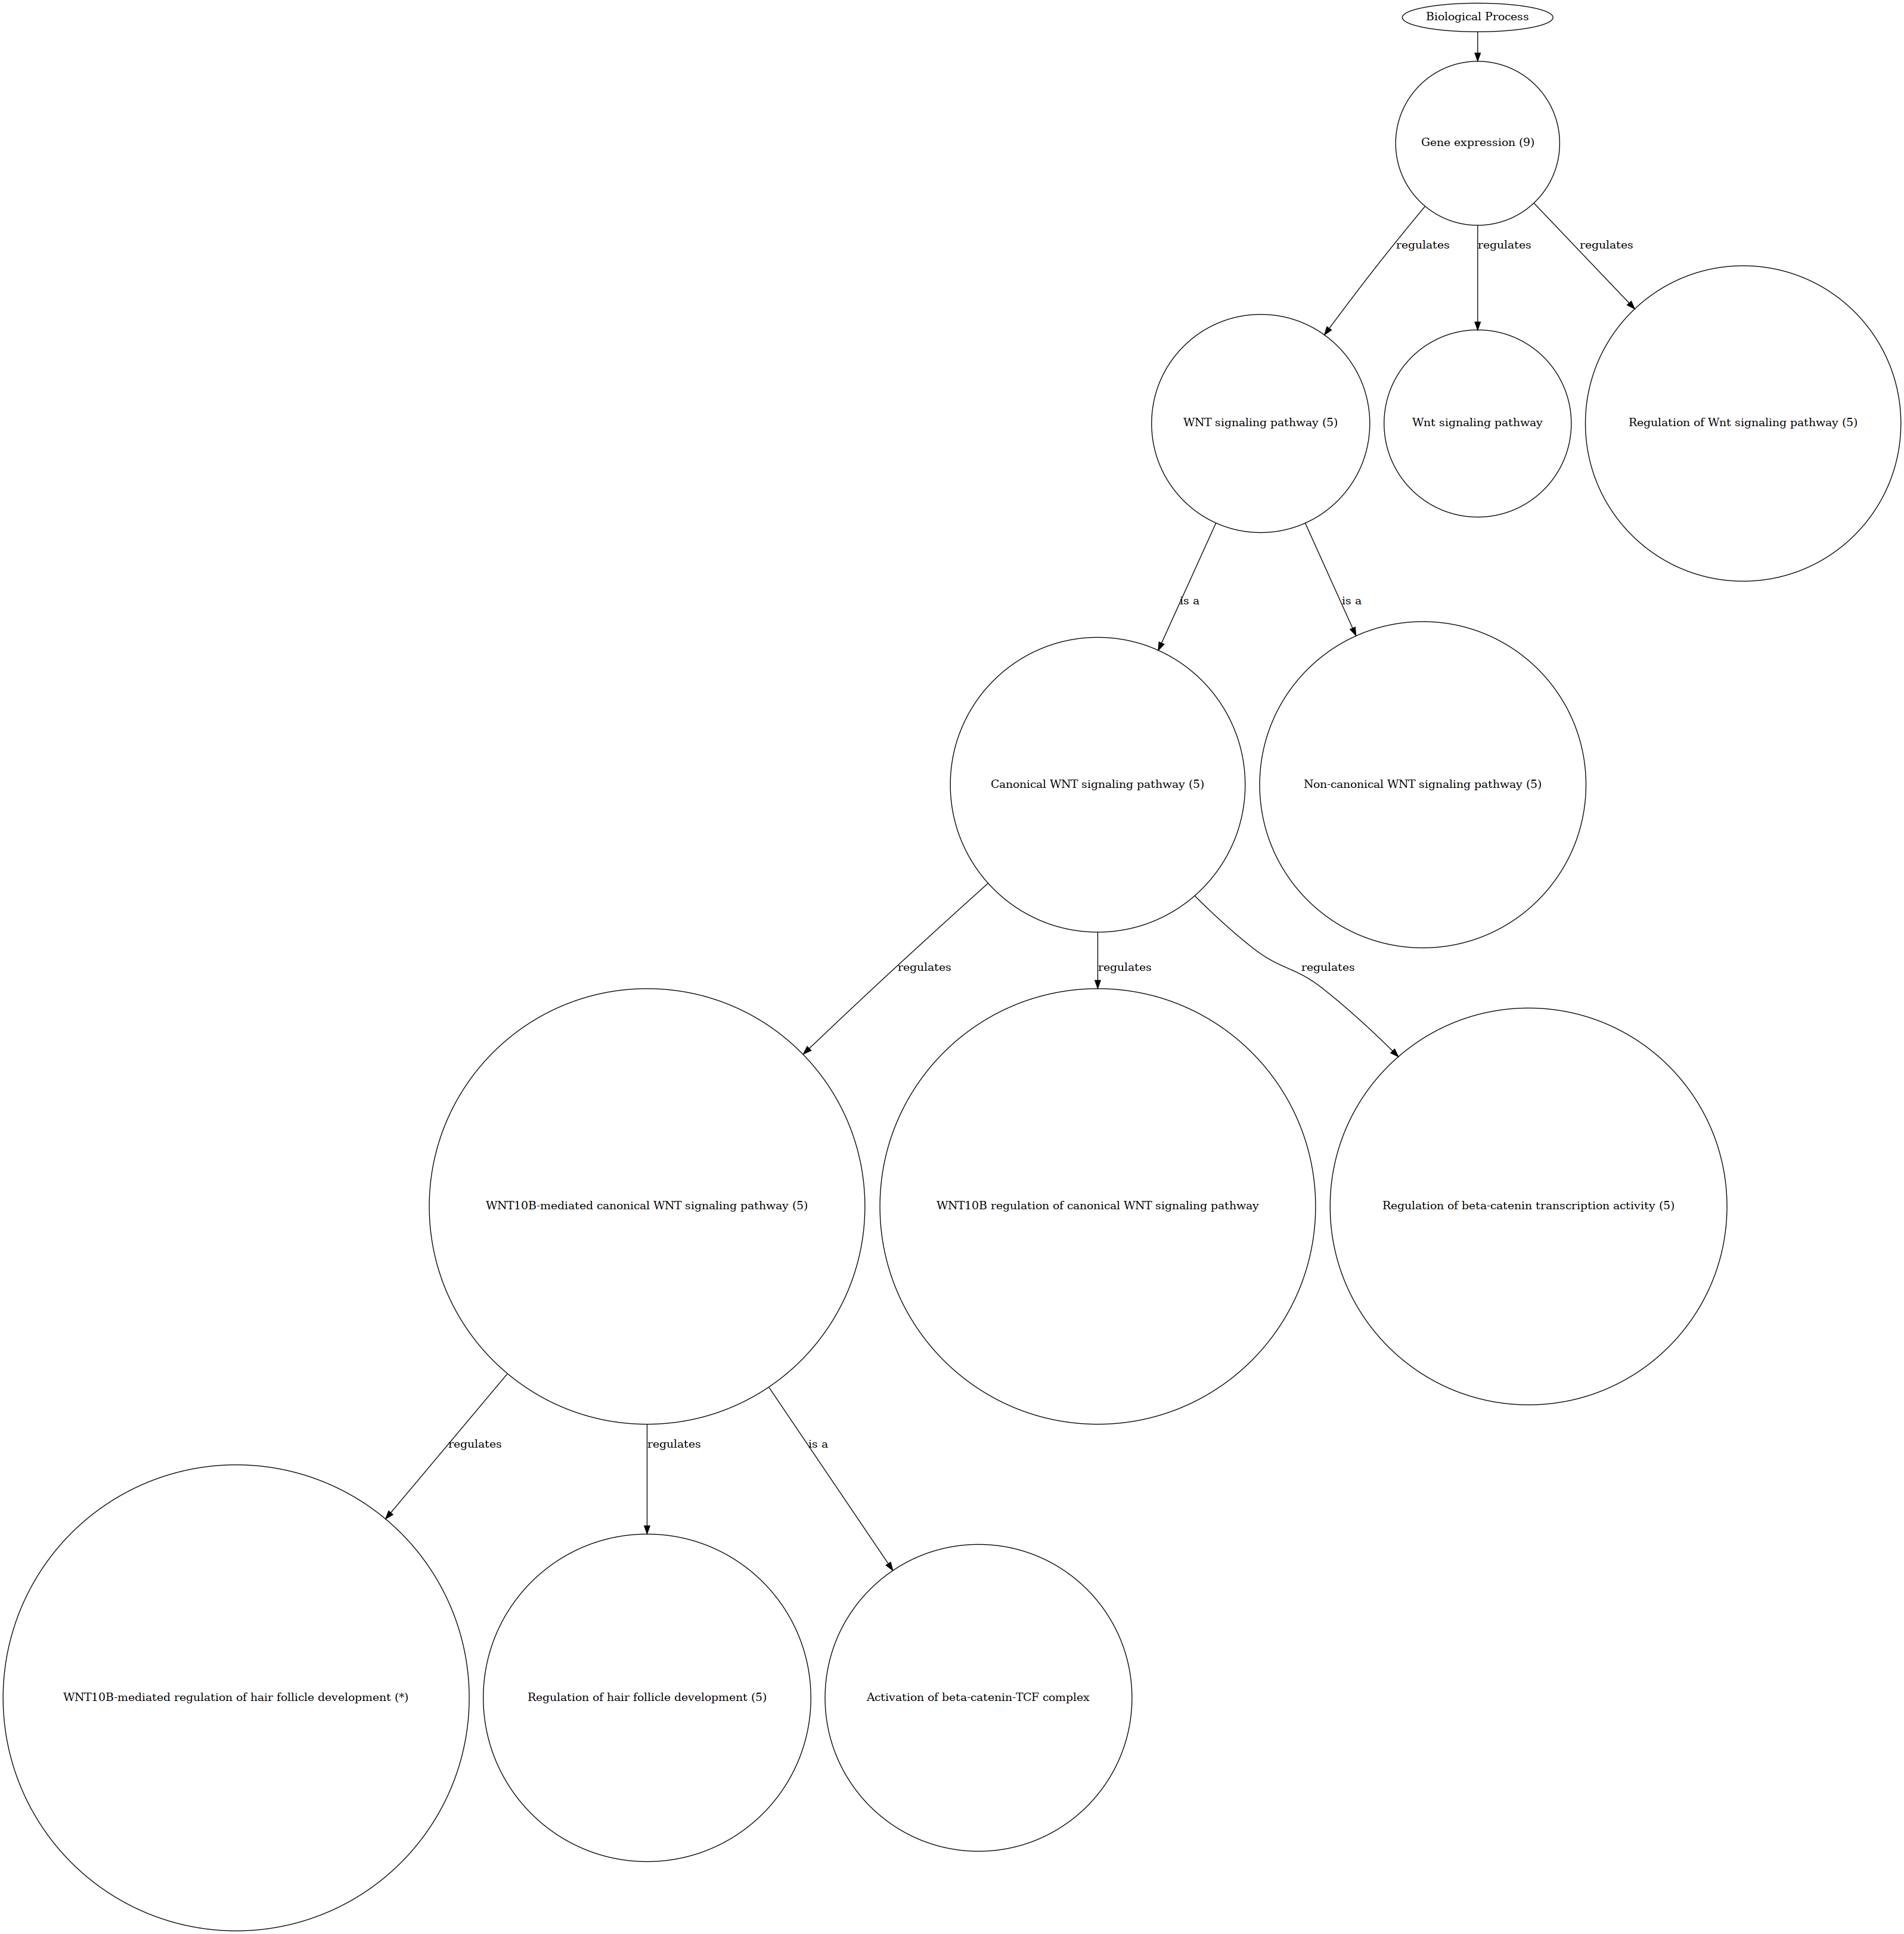 Biological Process
Gene expression (9)
regulates
regulates
regulates
WNT signaling pathway (5)
Wnt signaling pathway
Regulation of Wnt signaling pathway (5)
is a
is a
Canonical WNT signaling pathway (5)
Non-canonical WNT signaling pathway (5)
regulates
regulates
regulates
WNT10B-mediated canonical WNT signaling pathway (5)
WNT10B regulation of canonical WNT signaling pathway
Regulation of beta-catenin transcription activity (5)
regulates
regulates
is a
WNT10B-mediated regulation of hair follicle development (*)
Regulation of hair follicle development (5)
Activation of beta-catenin-TCF complex